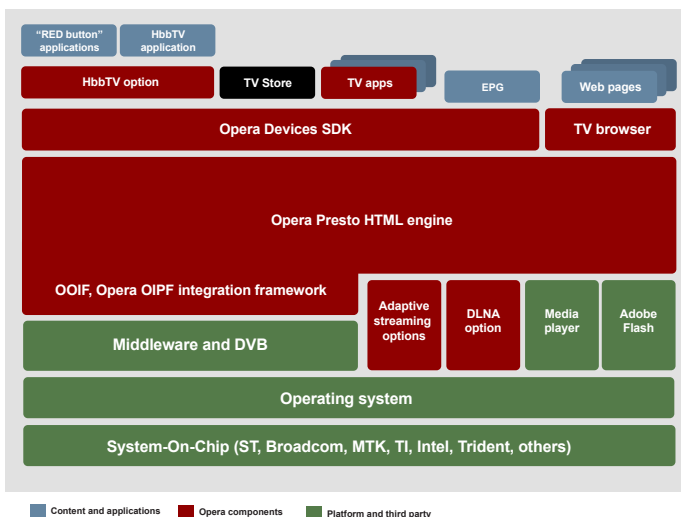 “RED button”
applications
HbbTV
application
HbbTV option
TV Store
TV apps
EPG
Web pages
Opera Devices SDK
TV browser
Opera Presto HTML engine
OOIF, Opera OIPF integration framework
Adaptive
streaming
options
DLNA
option
Media
player
Adobe
Flash
Middleware and DVB
Operating system
System-On-Chip (ST, Broadcom, MTK, TI, Intel, Trident, others)
Content and applications
Opera components
Platform and third party